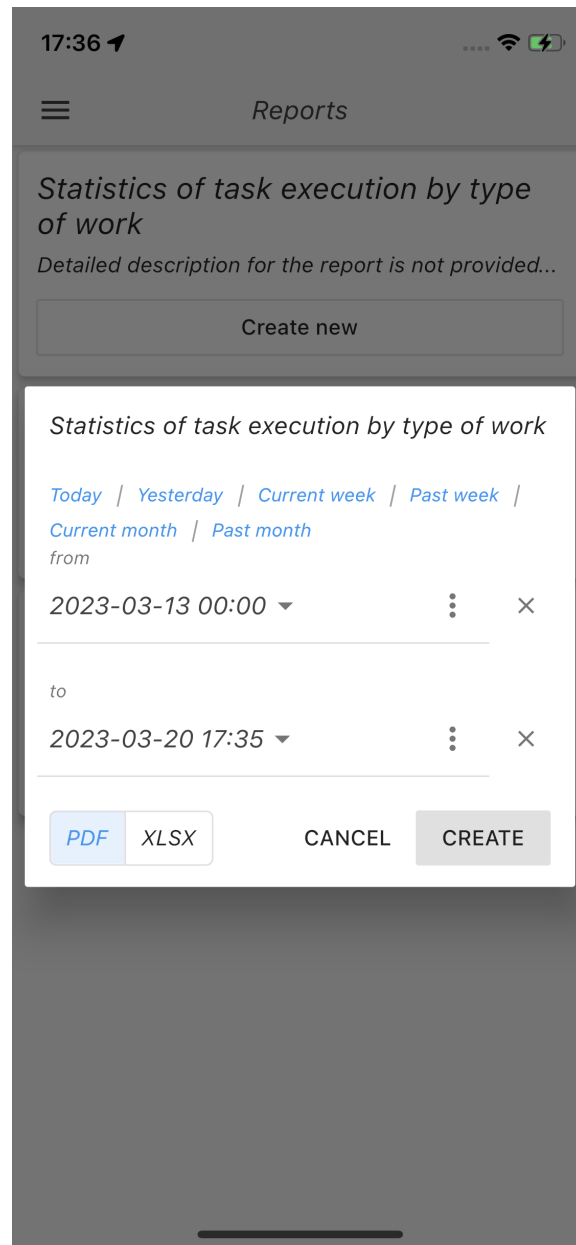 17:36
Reports
Statistics of task execution by type
of work
Detailed description for the report is not provided...
Create new
Statistics of task execution by type of work
Today | Yesterday | Current week | Past week |
Current month | Past month
from
2023-03-13 00:00
to
2023-03-20 17:35
PDF XLSX CANCEL CREATE